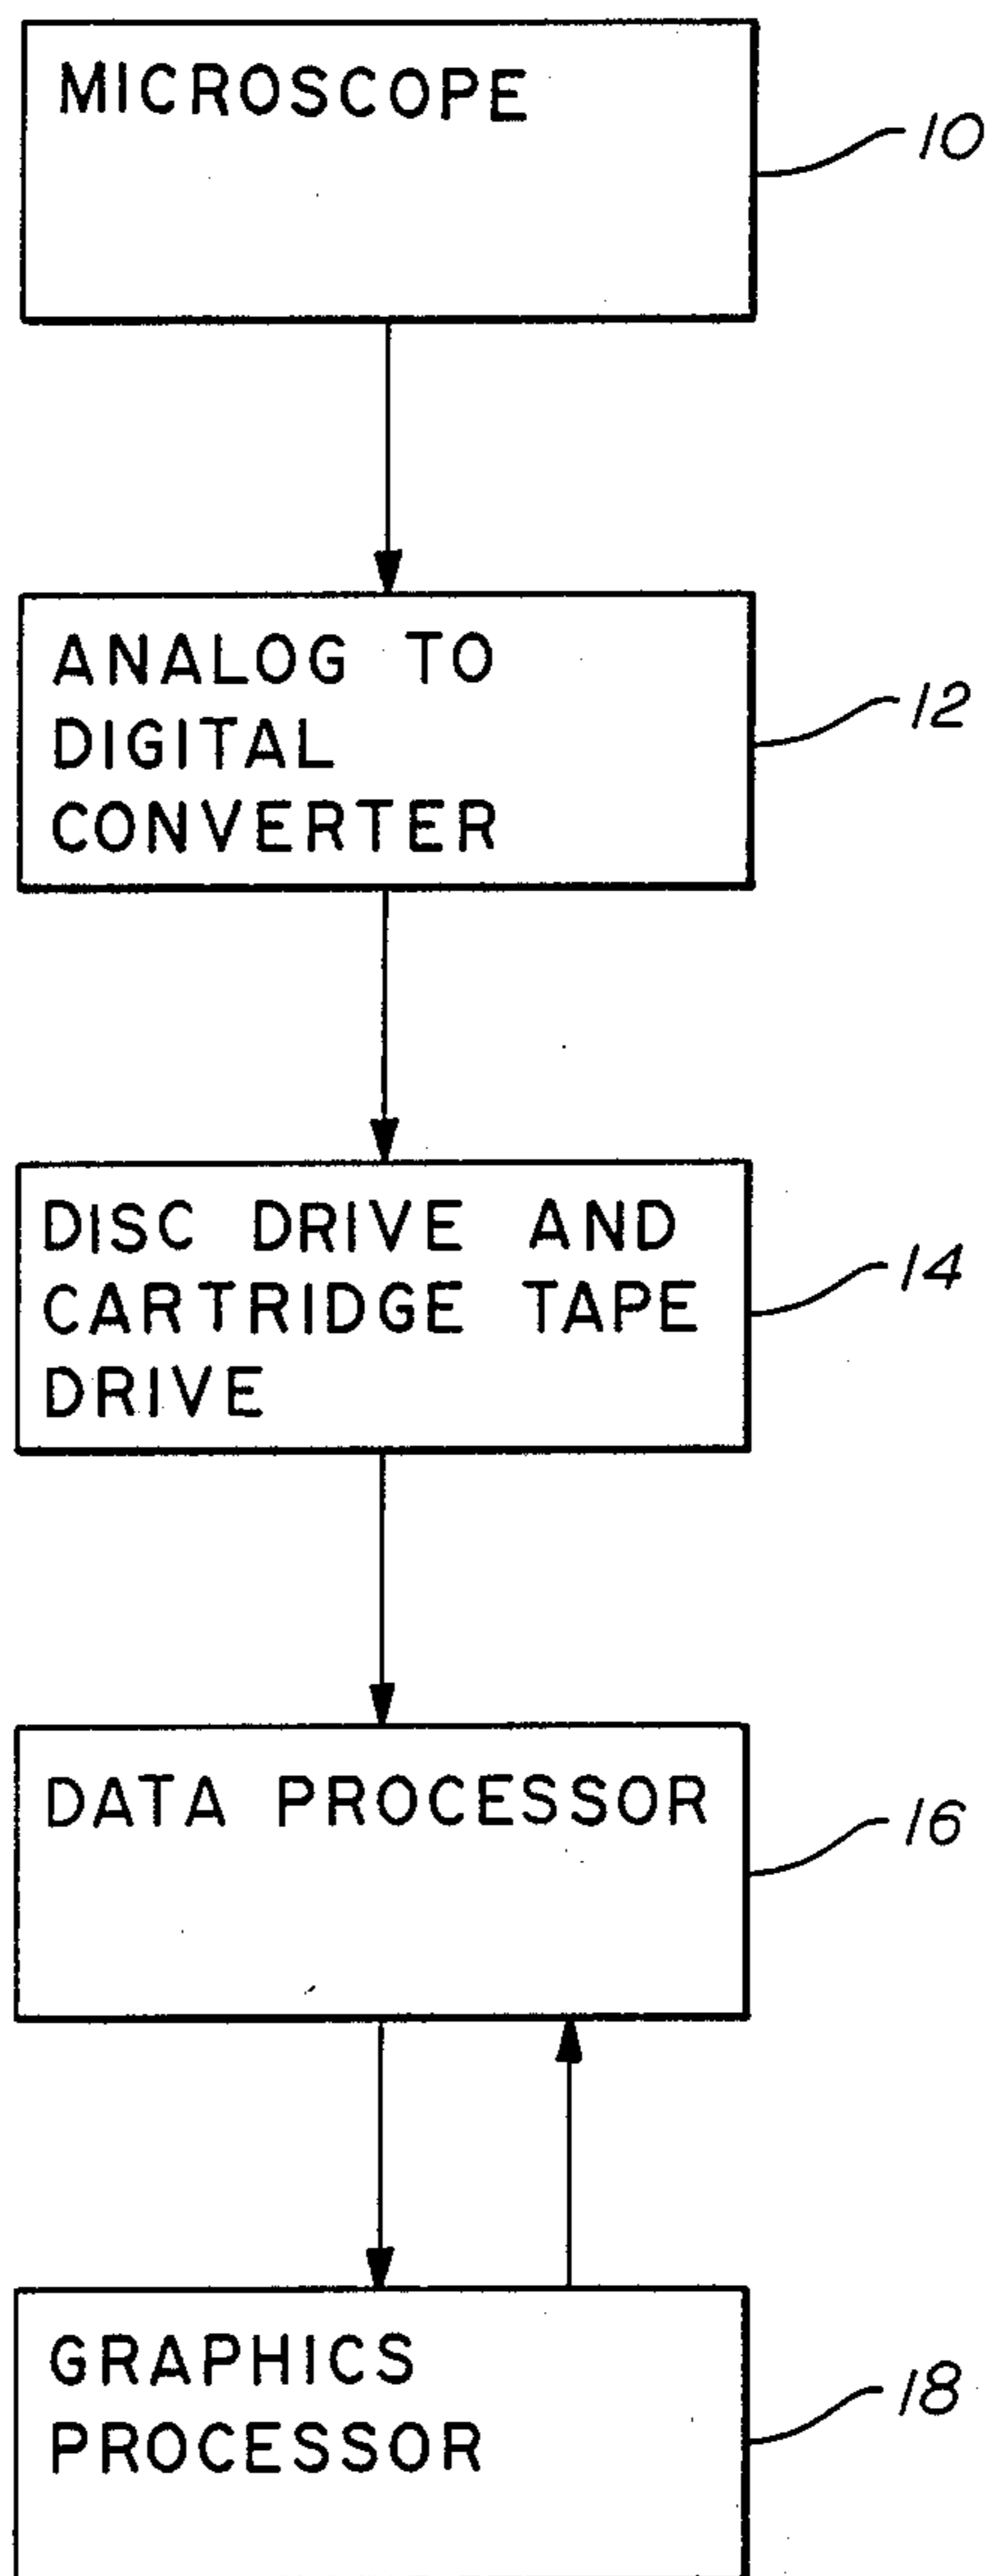 MICROSCOPE
10
ANALOG TO
DIGITAL
CONVERTER
12
DISC DRIVE AND
CARTRIDGE TAPE
DRIVE
14
DATA PROCESSOR
16
GRAPHICS
PROCESSOR
18